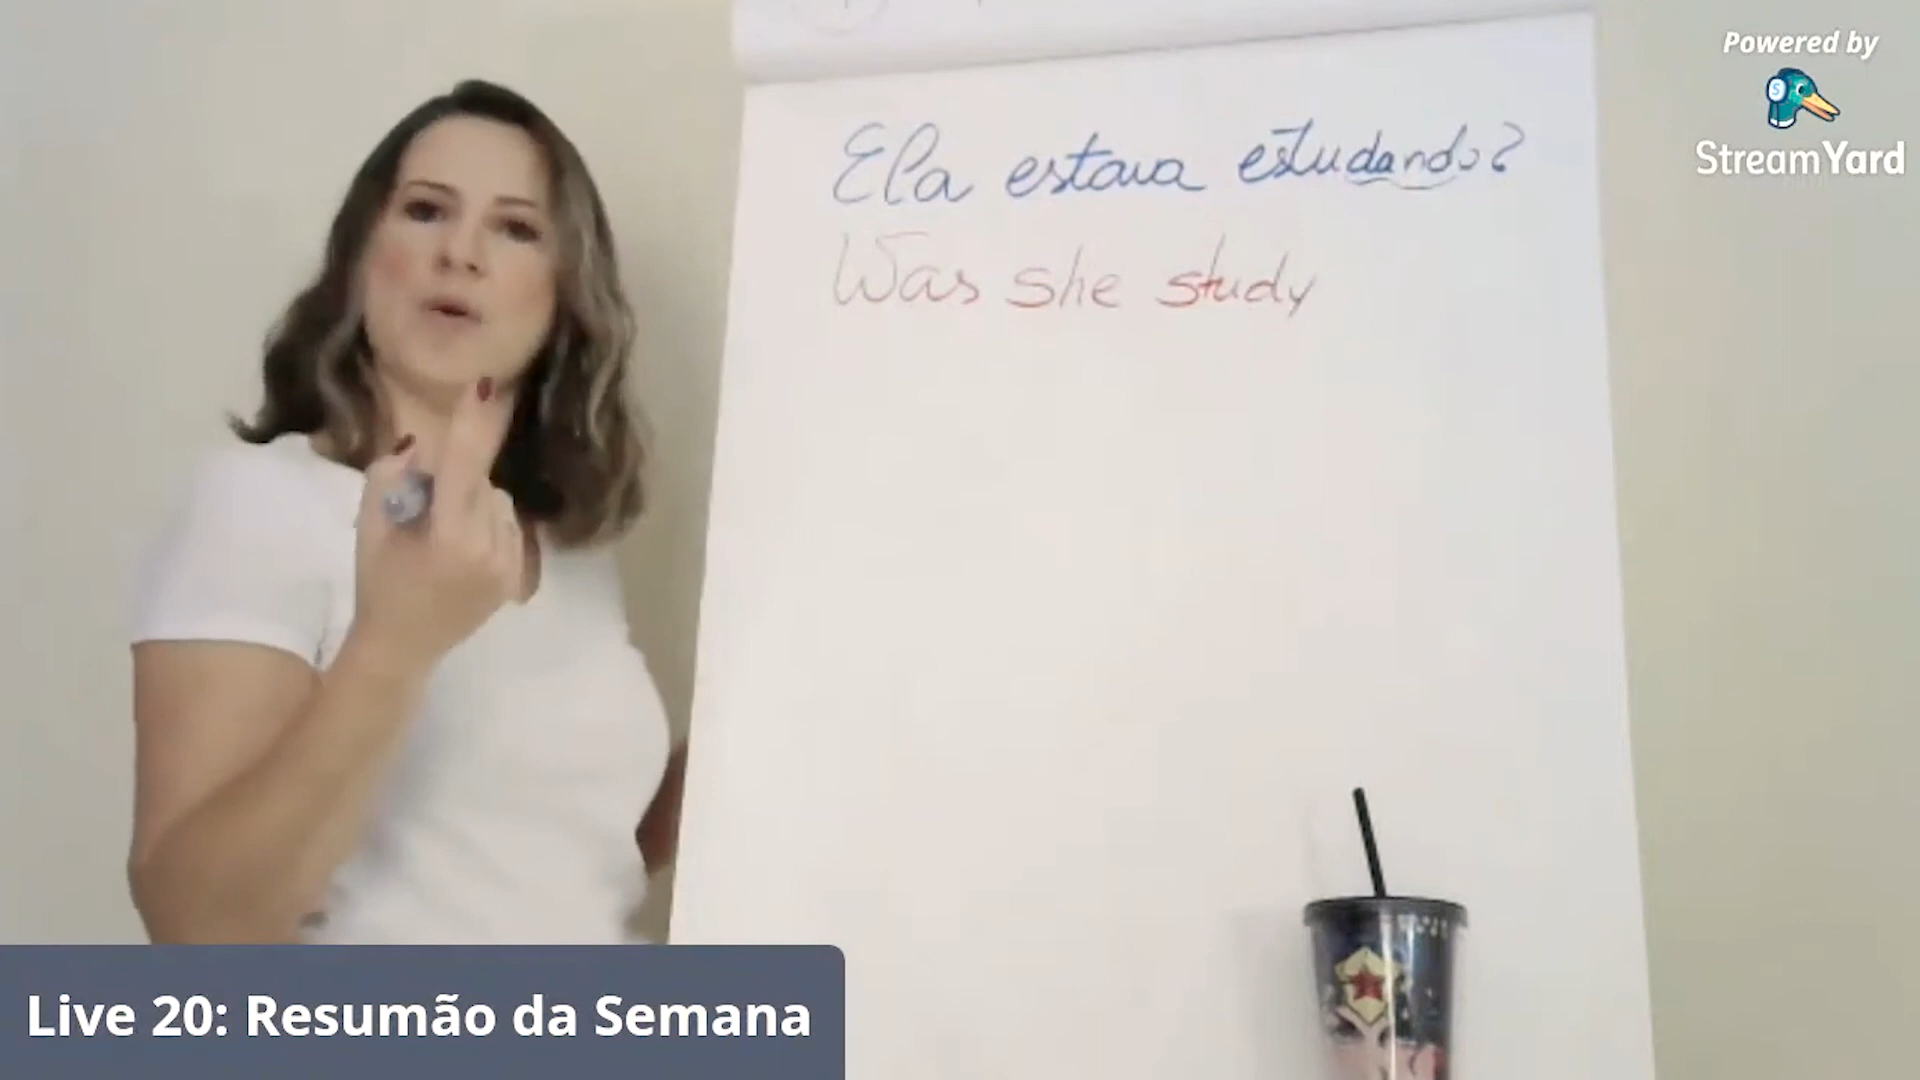 Powered by
StreamYard
Ela estava estudando?
Was she study
Live 20: Resumão da Semana